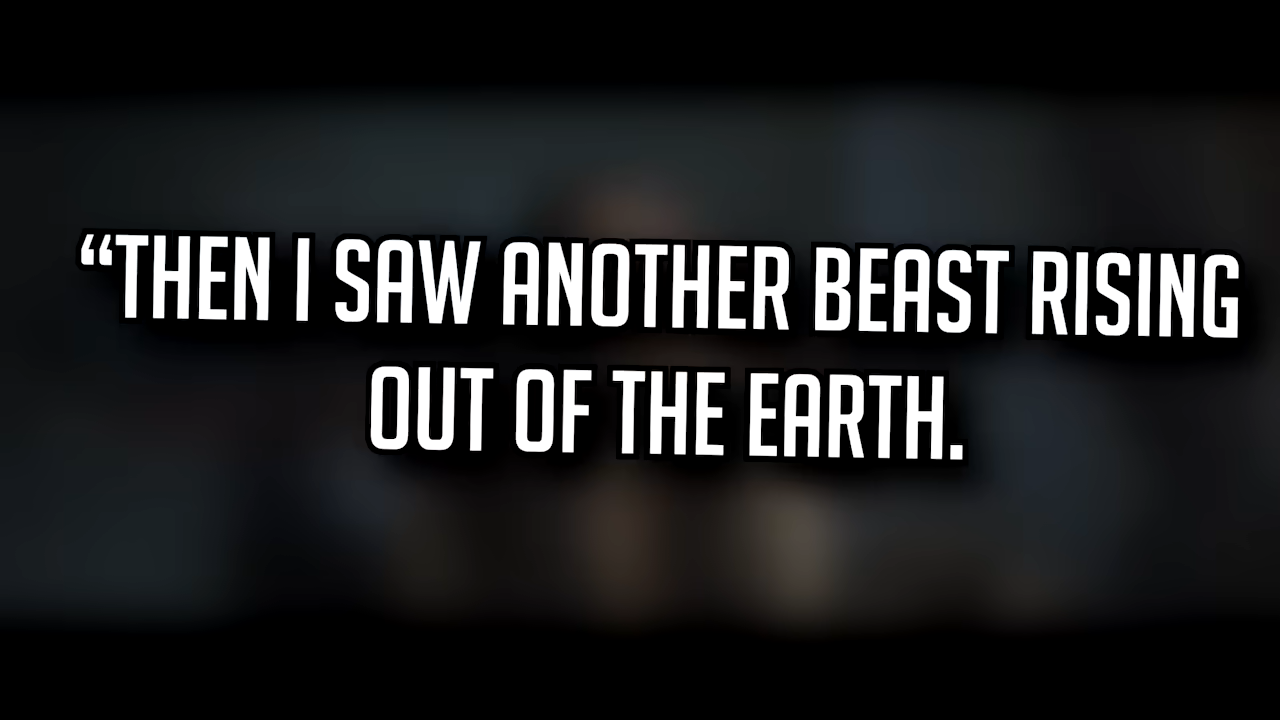 “THEN I SAW ANOTHER BEAST RISING
OUT OF THE EARTH.